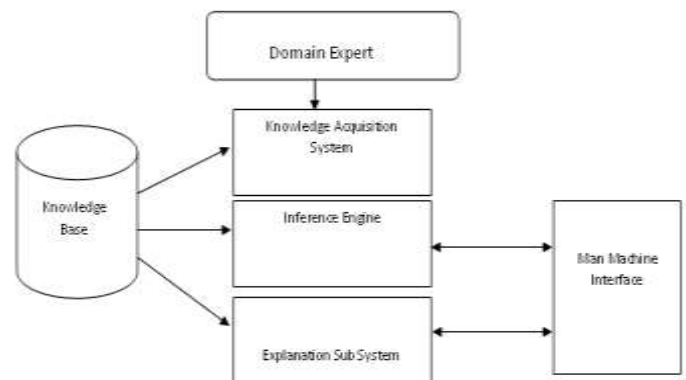 Domain Expert
Knowledge Acquisition
System
Knowledge
Base
Inference Engine
Man Machine
Interface
Explanation Sub System